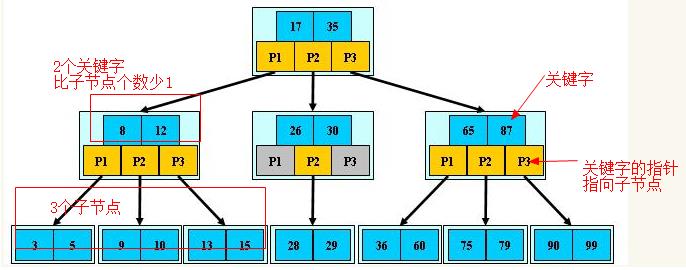 17 35
P1 P2 P3
2个关键字
比子节点个数少1
关键字
8 12
26 30
65 87
P1 P2 P3
P1 P2 P3
P1 P2 P3
关键字的指针
指向子节点
3个子节点
3 5
9 10
13 15
28 29
36 60
75 79
90 99